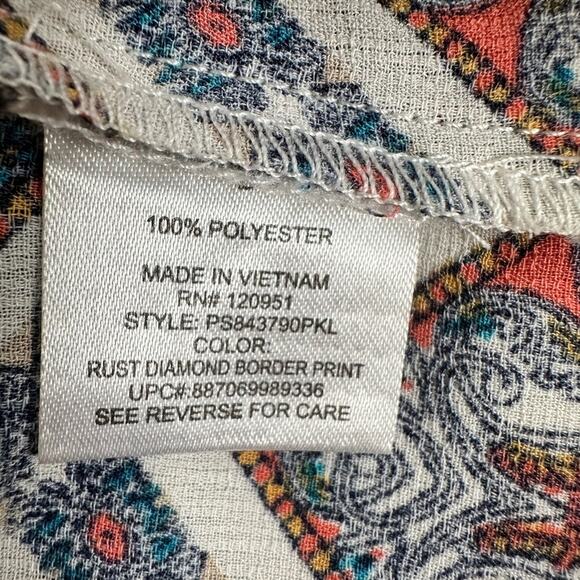 100% POLYESTER
MADE IN VIETNAM
RN# 120951
STYLE: PS843790PKL
COLOR:
RUST DIAMOND BORDER PRINT
UPC#:887069989336
SEE REVERSE FOR CARE